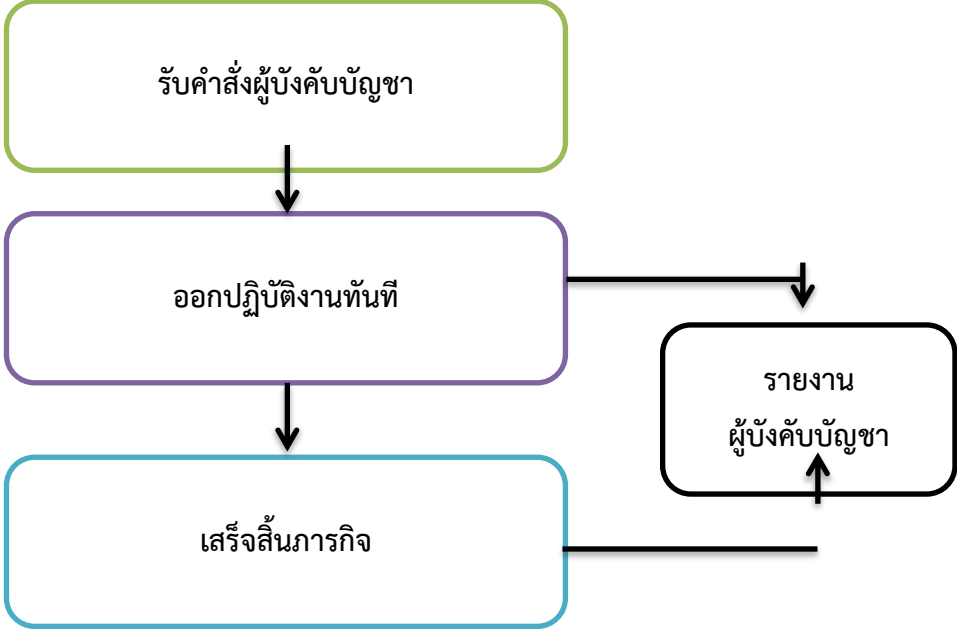 รับคำสั่งผู้บังคับบัญชา
ออกปฏิบัติงานทันที
รายงาน
ผู้บังคับบัญชา
เสร็จสิ้นภารกิจ